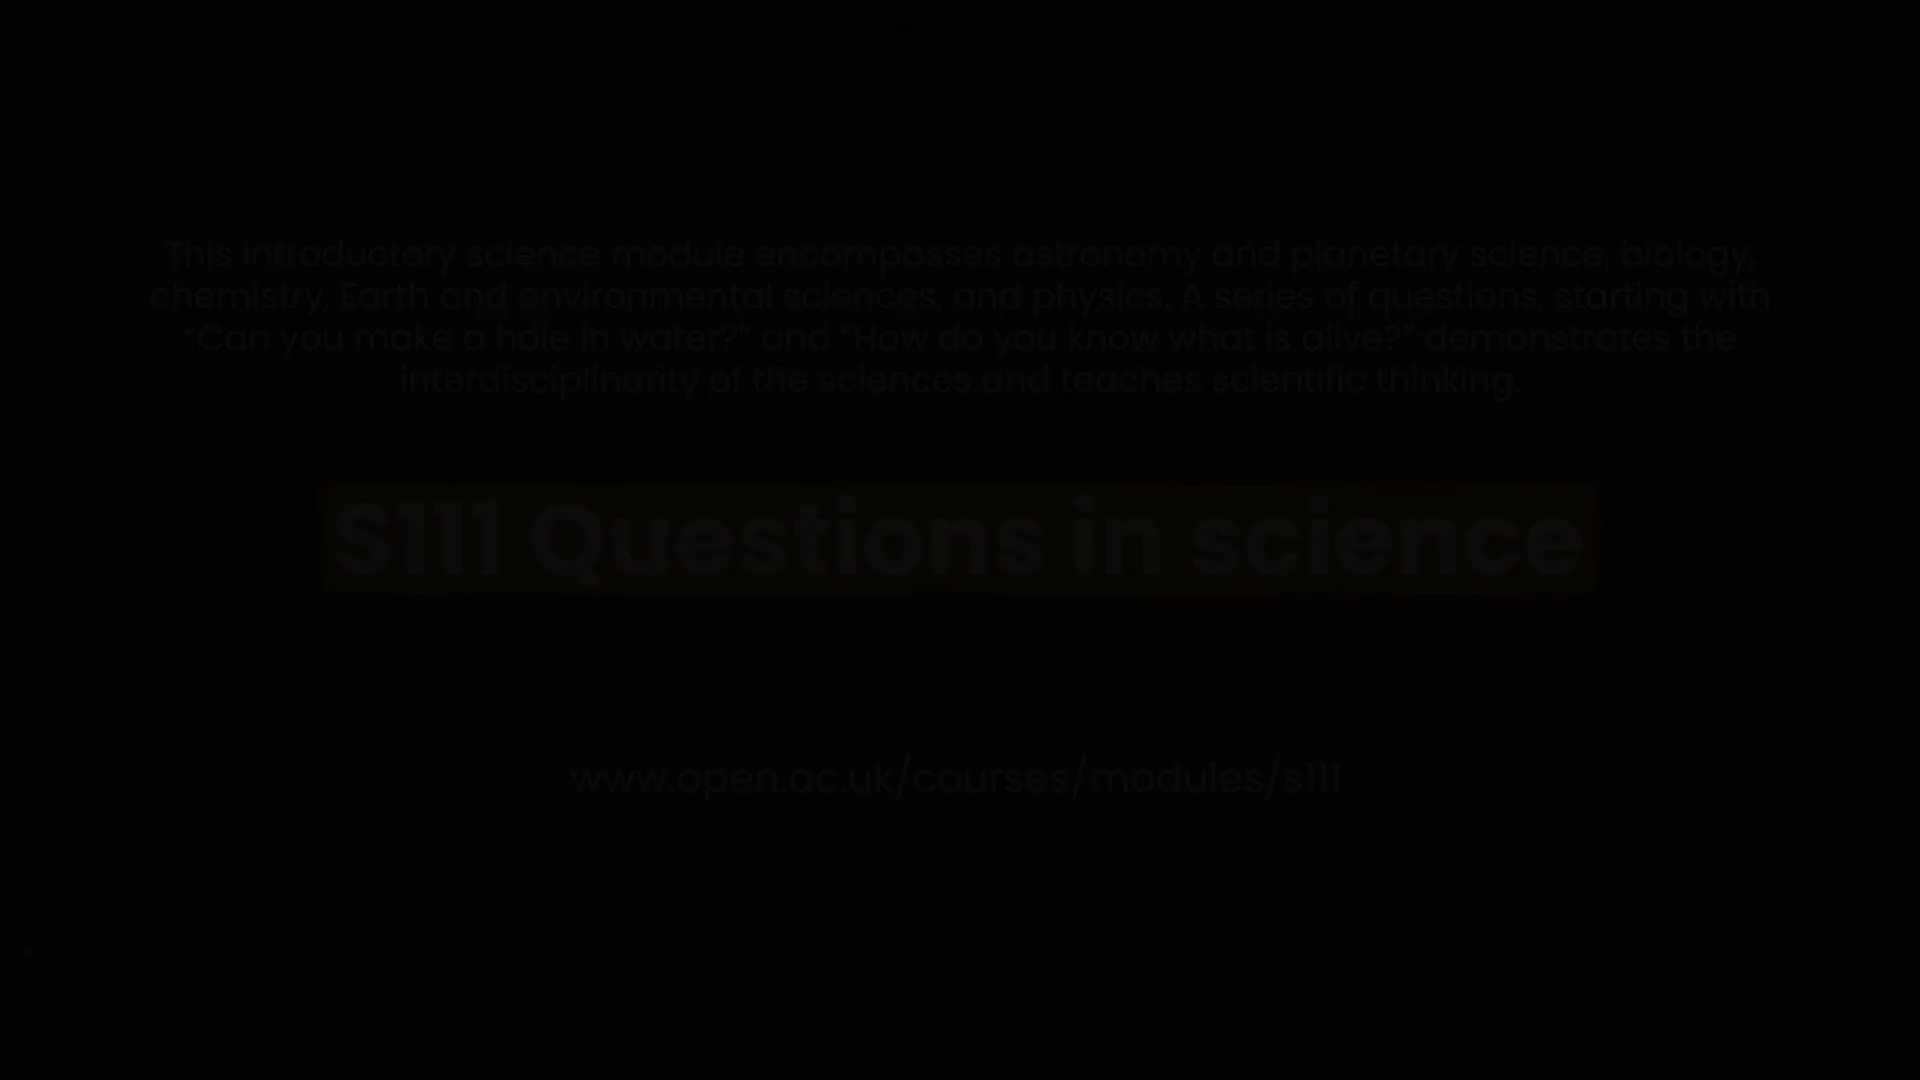 This introductory science module encompasses astronomy and planetary science, biology,
chemistry, Earth and environmental sciences, and physics. A series of questions, starting with
"Can you make a hole in water?" and "How do you know what is alive?" demonstrates the
interdisciplinarity of the sciences and teaches scientific thinking.
S111 Questions in science
www.open.ac.uk/courses/modules/s111